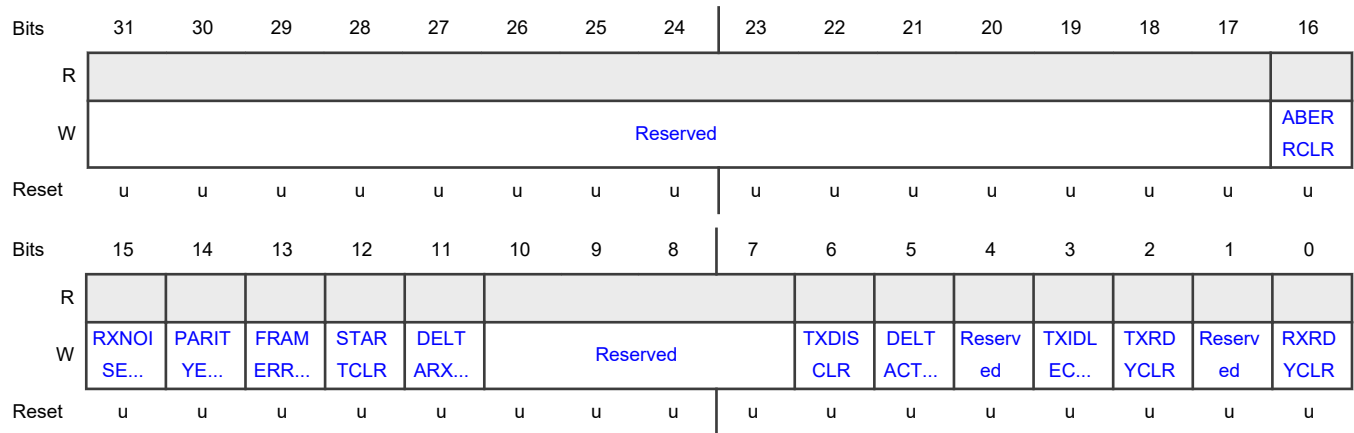 Bits 31 30 29 28 27 26 25 24 23 22 21 20 19 18 17 16
R
W Reserved ABER
RCLR
Reset u u u u u u u u u u u u u u u u
Bits 15 14 13 12 11 10 9 8 7 6 5 4 3 2 1 0
R
W RXNOI PARIT FRAM STAR DELT Reserved TXDIS DELT Reserv TXIDL TXRD Reserv RXRD
SE... YE... ERR... TCLR ARX... CLR ACT... ed EC... YCLR ed YCLR
Reset u u u u u u u u u u u u u u u u